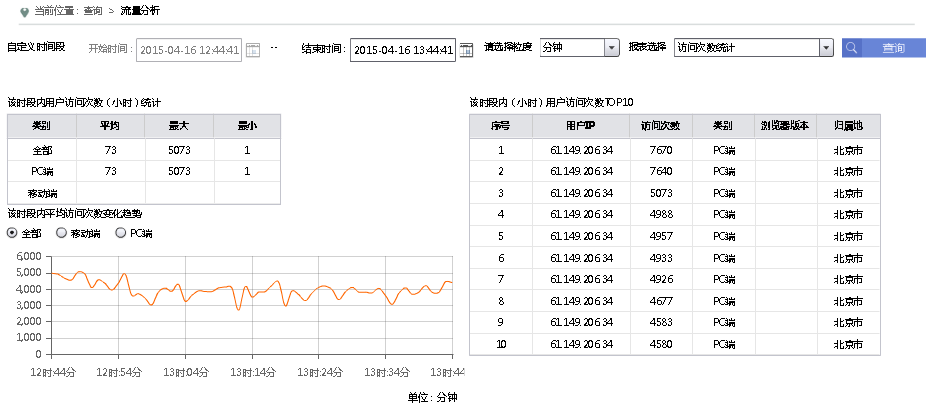 当前位置：查询 > 流量分析
自定义时间段 开始时间：2015-04-16 12:44:41 -- 结束时间：2015-04-16 13:44:41 请选择粒度 分钟 报表选择 访问次数统计 查询
该时段内用户访问次数（小时）统计
类别 平均 最大 最小
全部 73 5073 1
PC端 73 5073 1
移动端
该时段内平均访问次数变化趋势
全部 移动端 PC端
6,000
5,000
4,000
3,000
2,000
1,000
0
12时:44分 12时:54分 13时:04分 13时:14分 13时:24分 13时:34分 13时:44
单位：分钟
该时段内（小时）用户访问次数TOP10
序号 用户IP 访问次数 类别 浏览器版本 归属地
1 61.149.206.34 7670 PC端 北京市
2 61.149.206.34 7640 PC端 北京市
3 61.149.206.34 5073 PC端 北京市
4 61.149.206.34 4988 PC端 北京市
5 61.149.206.34 4957 PC端 北京市
6 61.149.206.34 4933 PC端 北京市
7 61.149.206.34 4926 PC端 北京市
8 61.149.206.34 4677 PC端 北京市
9 61.149.206.34 4583 PC端 北京市
10 61.149.206.34 4580 PC端 北京市